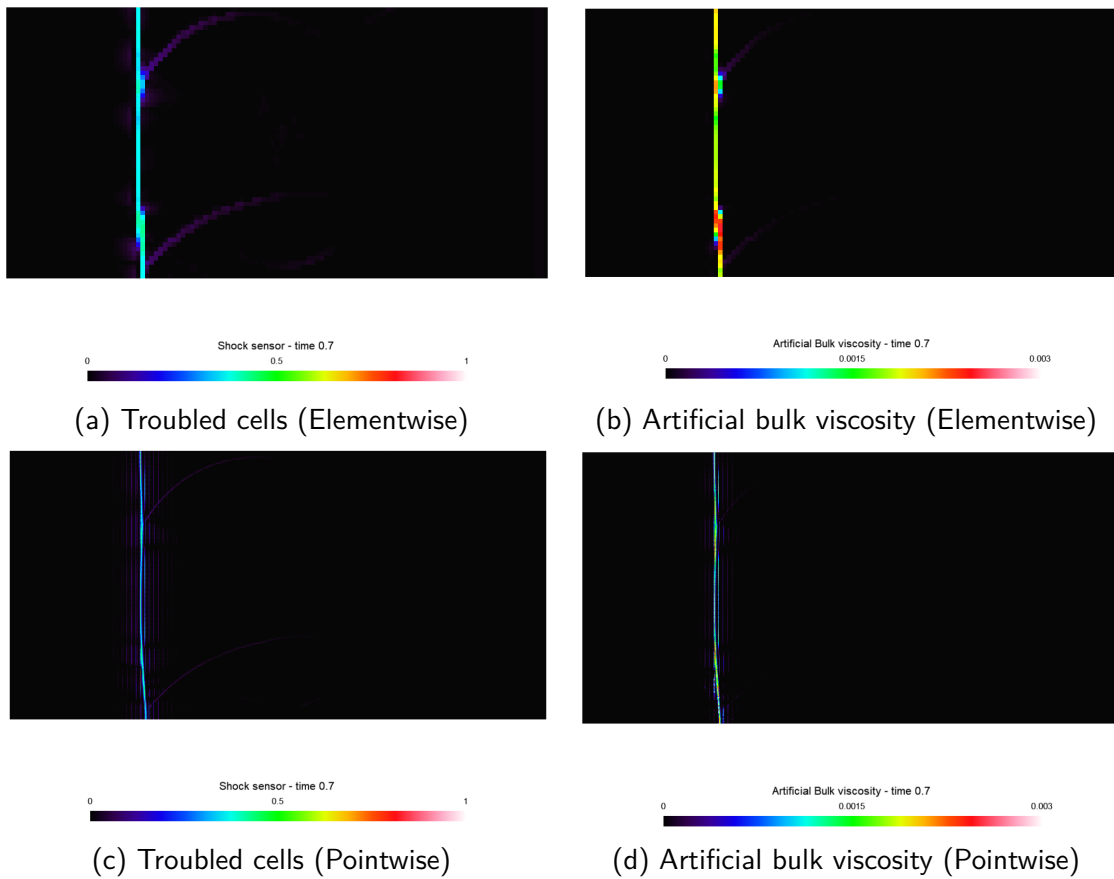 Shock sensor - time 0.7
0 0.5 1
Artificial Bulk viscosity - time 0.7
0 0.0015 0.003
(a) Troubled cells (Elementwise)
(b) Artificial bulk viscosity (Elementwise)
Shock sensor - time 0.7
0 0.5 1
Artificial Bulk viscosity - time 0.7
0 0.0015 0.003
(c) Troubled cells (Pointwise)
(d) Artificial bulk viscosity (Pointwise)